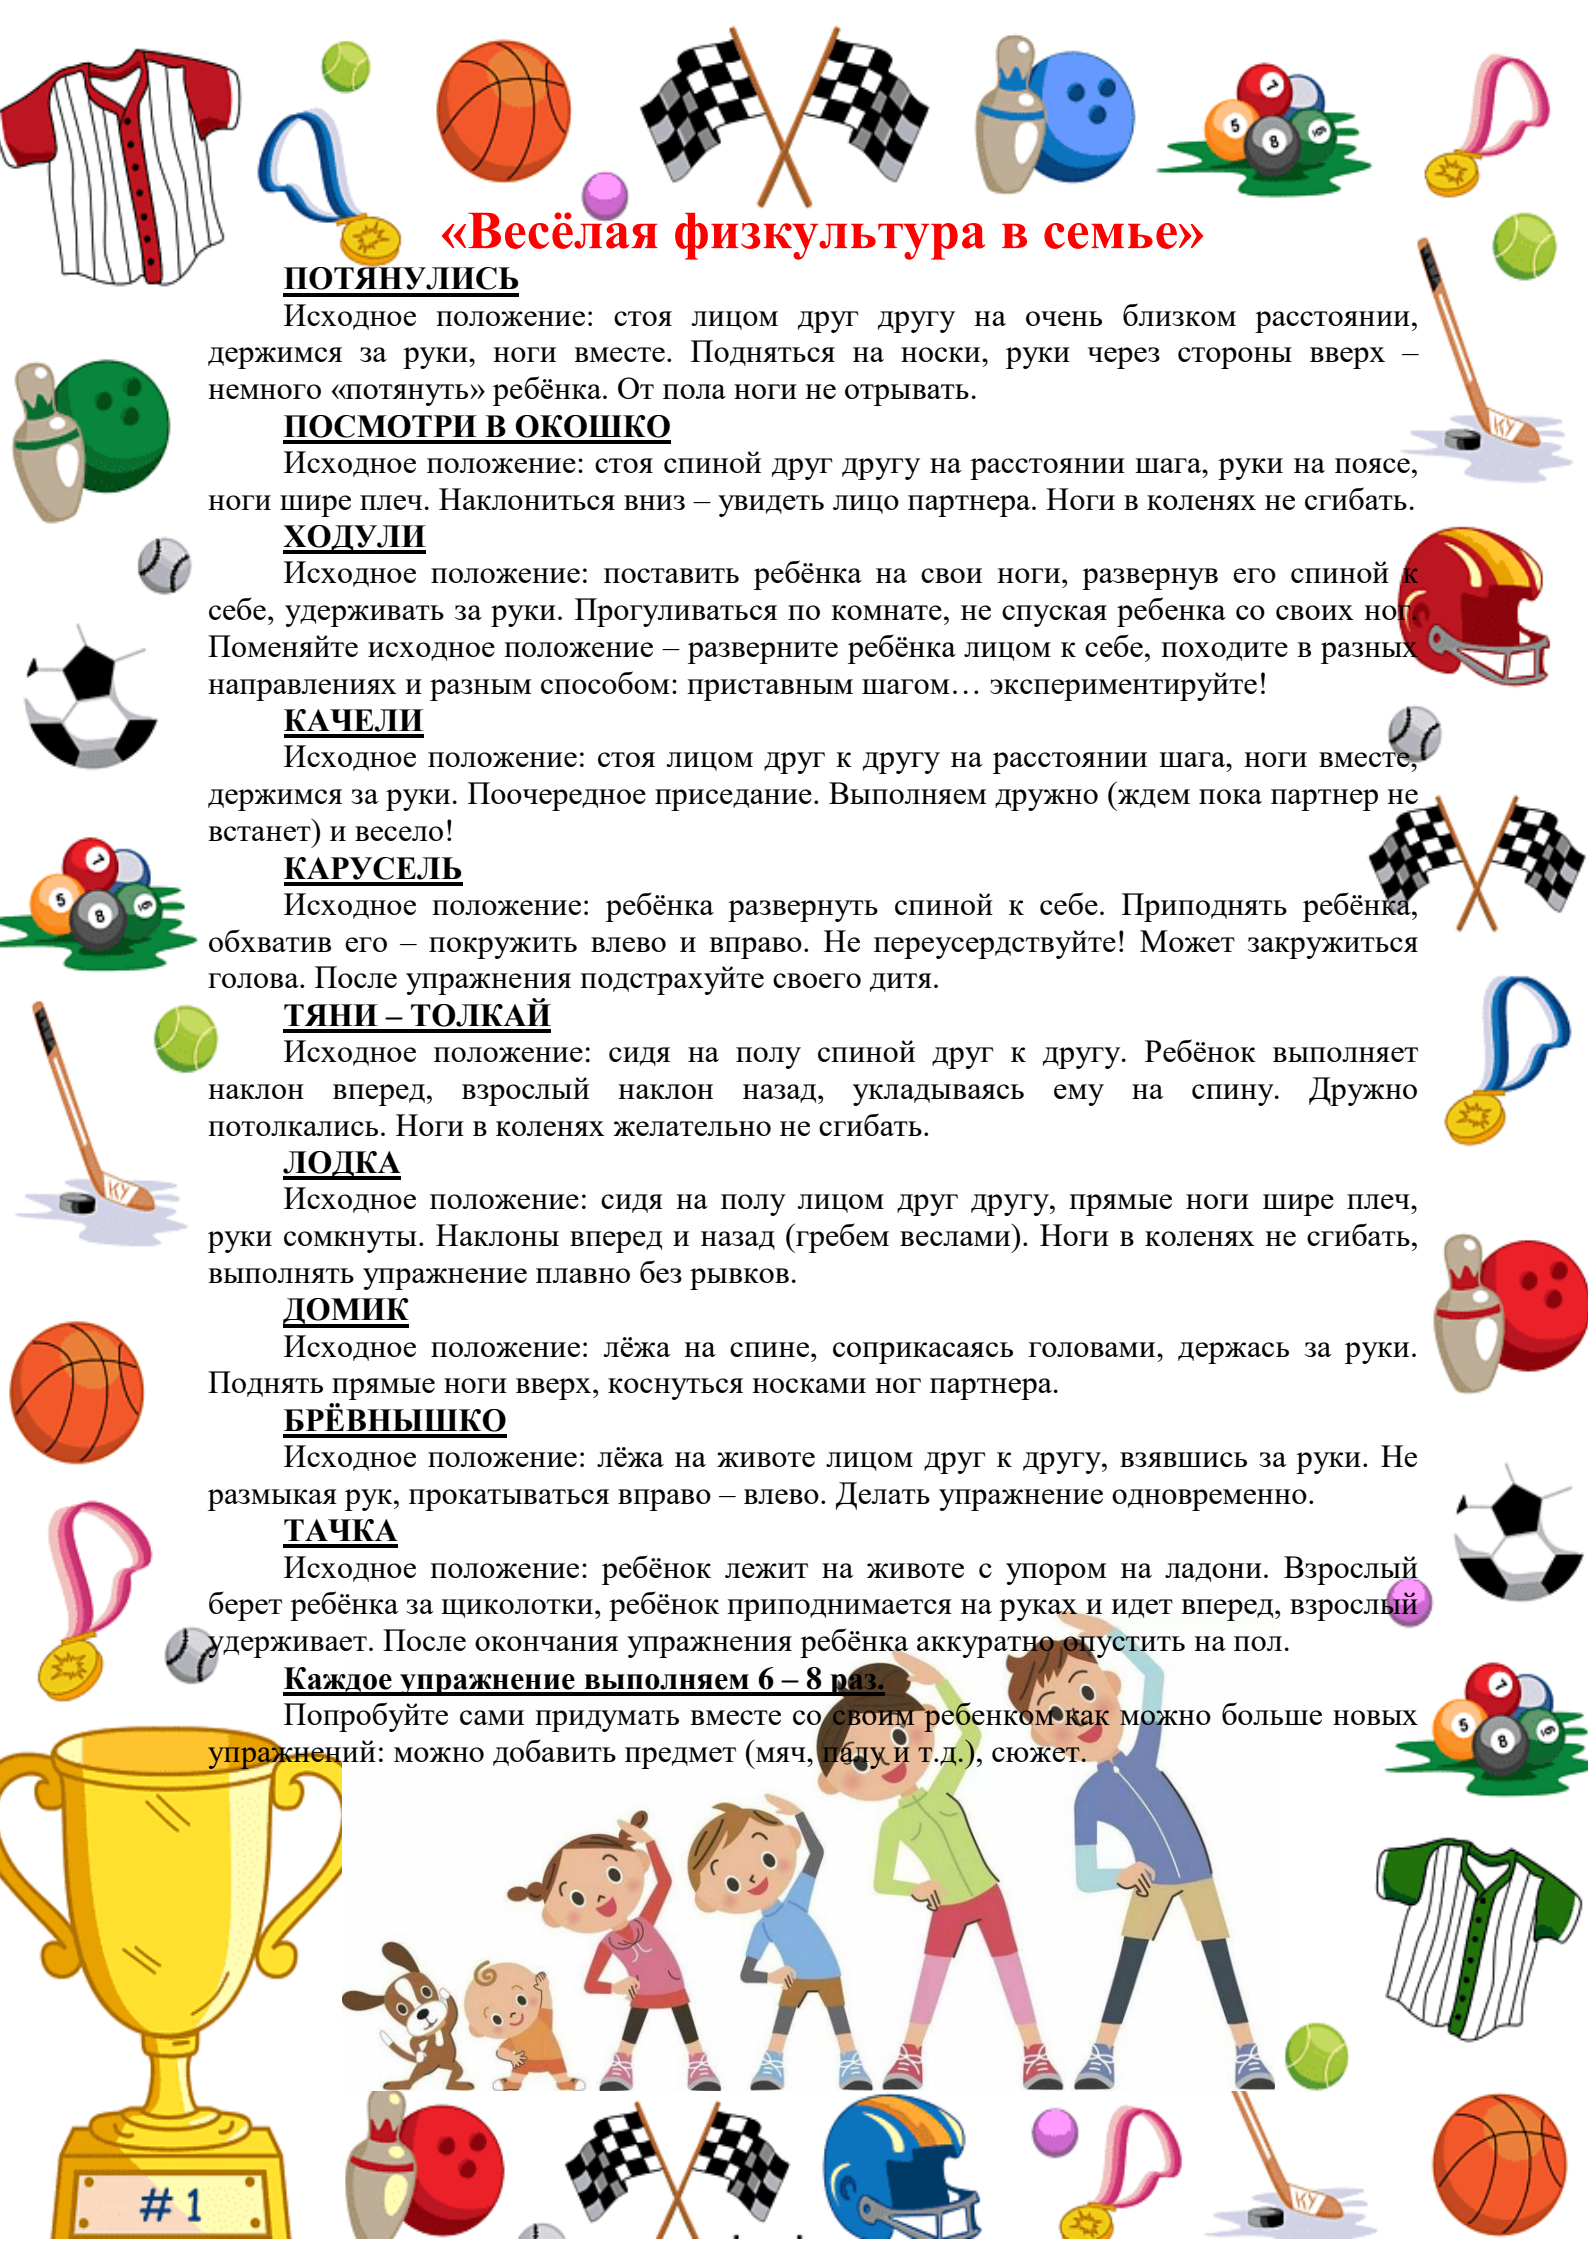 «Весёлая физкультура в семье»
ПОТЯНУЛИСЬ
Исходное положение: стоя лицом друг другу на очень близком расстоянии,
держимся за руки, ноги вместе. Подняться на носки, руки через стороны вверх –
немного «потянуть» ребёнка. От пола ноги не отрывать.
ПОСМОТРИ В ОКОШКО
Исходное положение: стоя спиной друг другу на расстоянии шага, руки на поясе,
ноги шире плеч. Наклониться вниз – увидеть лицо партнера. Ноги в коленях не сгибать.
ХОДУЛИ
Исходное положение: поставить ребёнка на свои ноги, развернув его спиной к
себе, удерживать за руки. Прогуливаться по комнате, не спуская ребенка со своих ног.
Поменяйте исходное положение – разверните ребёнка лицом к себе, походите в разных
направлениях и разным способом: приставным шагом… экспериментируйте!
КАЧЕЛИ
Исходное положение: стоя лицом друг к другу на расстоянии шага, ноги вместе,
держимся за руки. Поочередное приседание. Выполняем дружно (ждем пока партнер не
встанет) и весело!
КАРУСЕЛЬ
Исходное положение: ребёнка развернуть спиной к себе. Приподнять ребёнка,
обхватив его – покружить влево и вправо. Не переусердствуйте! Может закружиться
голова. После упражнения подстрахуйте своего дитя.
ТЯНИ – ТОЛКАЙ
Исходное положение: сидя на полу спиной друг к другу. Ребёнок выполняет
наклон вперед, взрослый наклон назад, укладываясь ему на спину. Дружно
потолкались. Ноги в коленях желательно не сгибать.
ЛОДКА
Исходное положение: сидя на полу лицом друг другу, прямые ноги шире плеч,
руки сомкнуты. Наклоны вперед и назад (гребем веслами). Ноги в коленях не сгибать,
выполнять упражнение плавно без рывков.
ДОМИК
Исходное положение: лёжа на спине, соприкасаясь головами, держась за руки.
Поднять прямые ноги вверх, коснуться носками ног партнера.
БРЁВНЫШКО
Исходное положение: лёжа на животе лицом друг к другу, взявшись за руки. Не
размыкая рук, прокатываться вправо – влево. Делать упражнение одновременно.
ТАЧКА
Исходное положение: ребёнок лежит на животе с упором на ладони. Взрослый
берет ребёнка за щиколотки, ребёнок приподнимается на руках и идет вперед, взрослый
удерживает. После окончания упражнения ребёнка аккуратно опустить на пол.
Каждое упражнение выполняем 6 – 8 раз.
Попробуйте сами придумать вместе со своим ребенком как можно больше новых
упражнений: можно добавить предмет (мяч, палу и т.д.), сюжет.
# 1